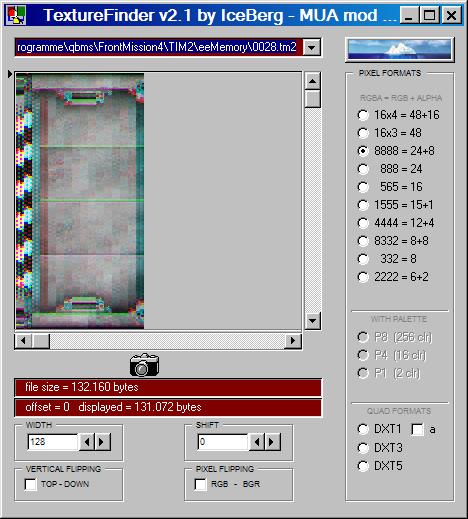 TextureFinder v2.1 by IceBerg - MUA mod ...
rogramme\qbms\FrontMission4\TIM2\eeMemory\0028.tm2
PIXEL FORMATS
RGBA = RGB + ALPHA
16x4 = 48+16
16x3 = 48
8888 = 24+8
888 = 24
565 = 16
1555 = 15+1
4444 = 12+4
8332 = 8+8
332 = 8
2222 = 6+2
WITH PALETTE
P8 (256 clr)
P4 (16 clr)
P1 (2 clr)
QUAD FORMATS
DXT1 a
DXT3
DXT5
file size = 132.160 bytes
offset = 0 displayed = 131.072 bytes
WIDTH
128
SHIFT
0
VERTICAL FLIPPING
TOP - DOWN
PIXEL FLIPPING
RGB - BGR